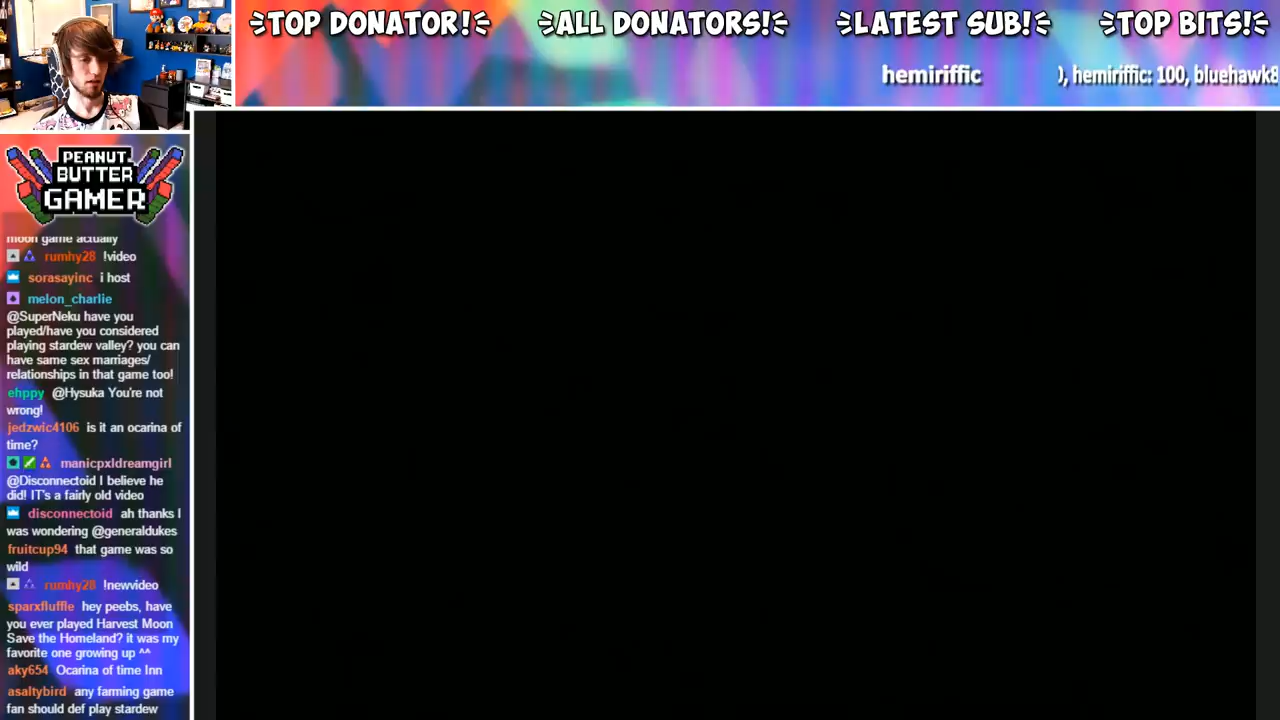 TOP DONATOR! ALL DONATORS! LATEST SUB! TOP BITS!
hemiriffic ), hemiriffic: 100, bluehawk8
PEANUT
BUTTER
GAMER
moon game actually
rumhy28 !video
sorasayinc i host
melon_charlie
@SuperNeku have you
played/have you considered
playing stardew valley? you can
have same sex marriages/
relationships in that game too!
ehppy @Hysuka You're not
wrong!
jedzwic4106 is it an ocarina of
time?
manicpxldreamgirl
@Disconnectoid I believe he
did! IT's a fairly old video
disconnectoid ah thanks I
was wondering @generaldukes
fruitcup94 that game was so
wild
rumhy28 !newvideo
sparxfluffle hey peebs, have
you ever played Harvest Moon
Save the Homeland? it was my
favorite one growing up ^^
aky654 Ocarina of time Inn
asaltybird any farming game
fan should def play stardew